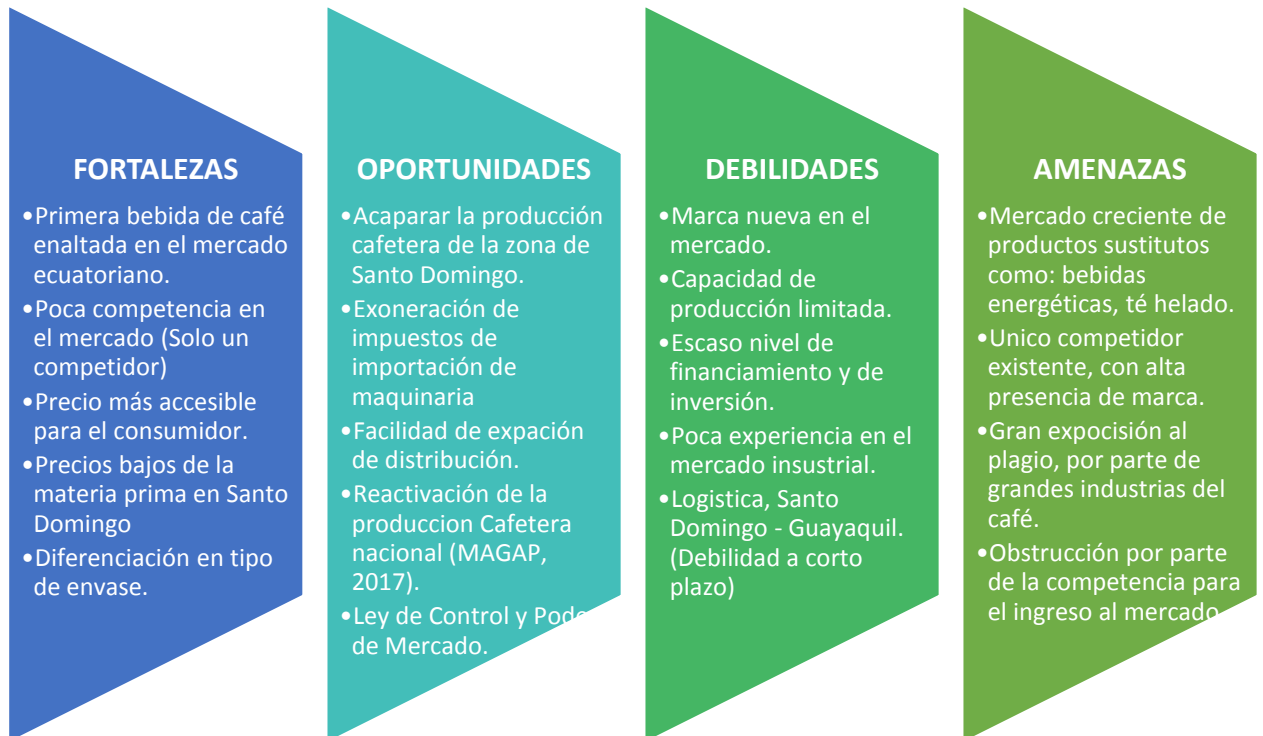 FORTALEZAS
•Primera bebida de café
enaltada en el mercado
ecuatoriano.
•Poca competencia en
el mercado (Solo un
competidor)
•Precio más accesible
para el consumidor.
•Precios bajos de la
materia prima en Santo
Domingo
•Diferenciación en tipo
de envase.
OPORTUNIDADES
•Acaparar la producción
cafetera de la zona de
Santo Domingo.
•Exoneración de
impuestos de
importación de
maquinaria
•Facilidad de expación
de distribución.
•Reactivación de la
produccion Cafetera
nacional (MAGAP,
2017).
•Ley de Control y Poder
de Mercado.
DEBILIDADES
•Marca nueva en el
mercado.
•Capacidad de
producción limitada.
•Escaso nivel de
financiamiento y de
inversión.
•Poca experiencia en el
mercado insustrial.
•Logistica, Santo
Domingo - Guayaquil.
(Debilidad a corto
plazo)
AMENAZAS
•Mercado creciente de
productos sustitutos
como: bebidas
energéticas, té helado.
•Unico competidor
existente, con alta
presencia de marca.
•Gran expocisión al
plagio, por parte de
grandes industrias del
café.
•Obstrucción por parte
de la competencia para
el ingreso al mercado.